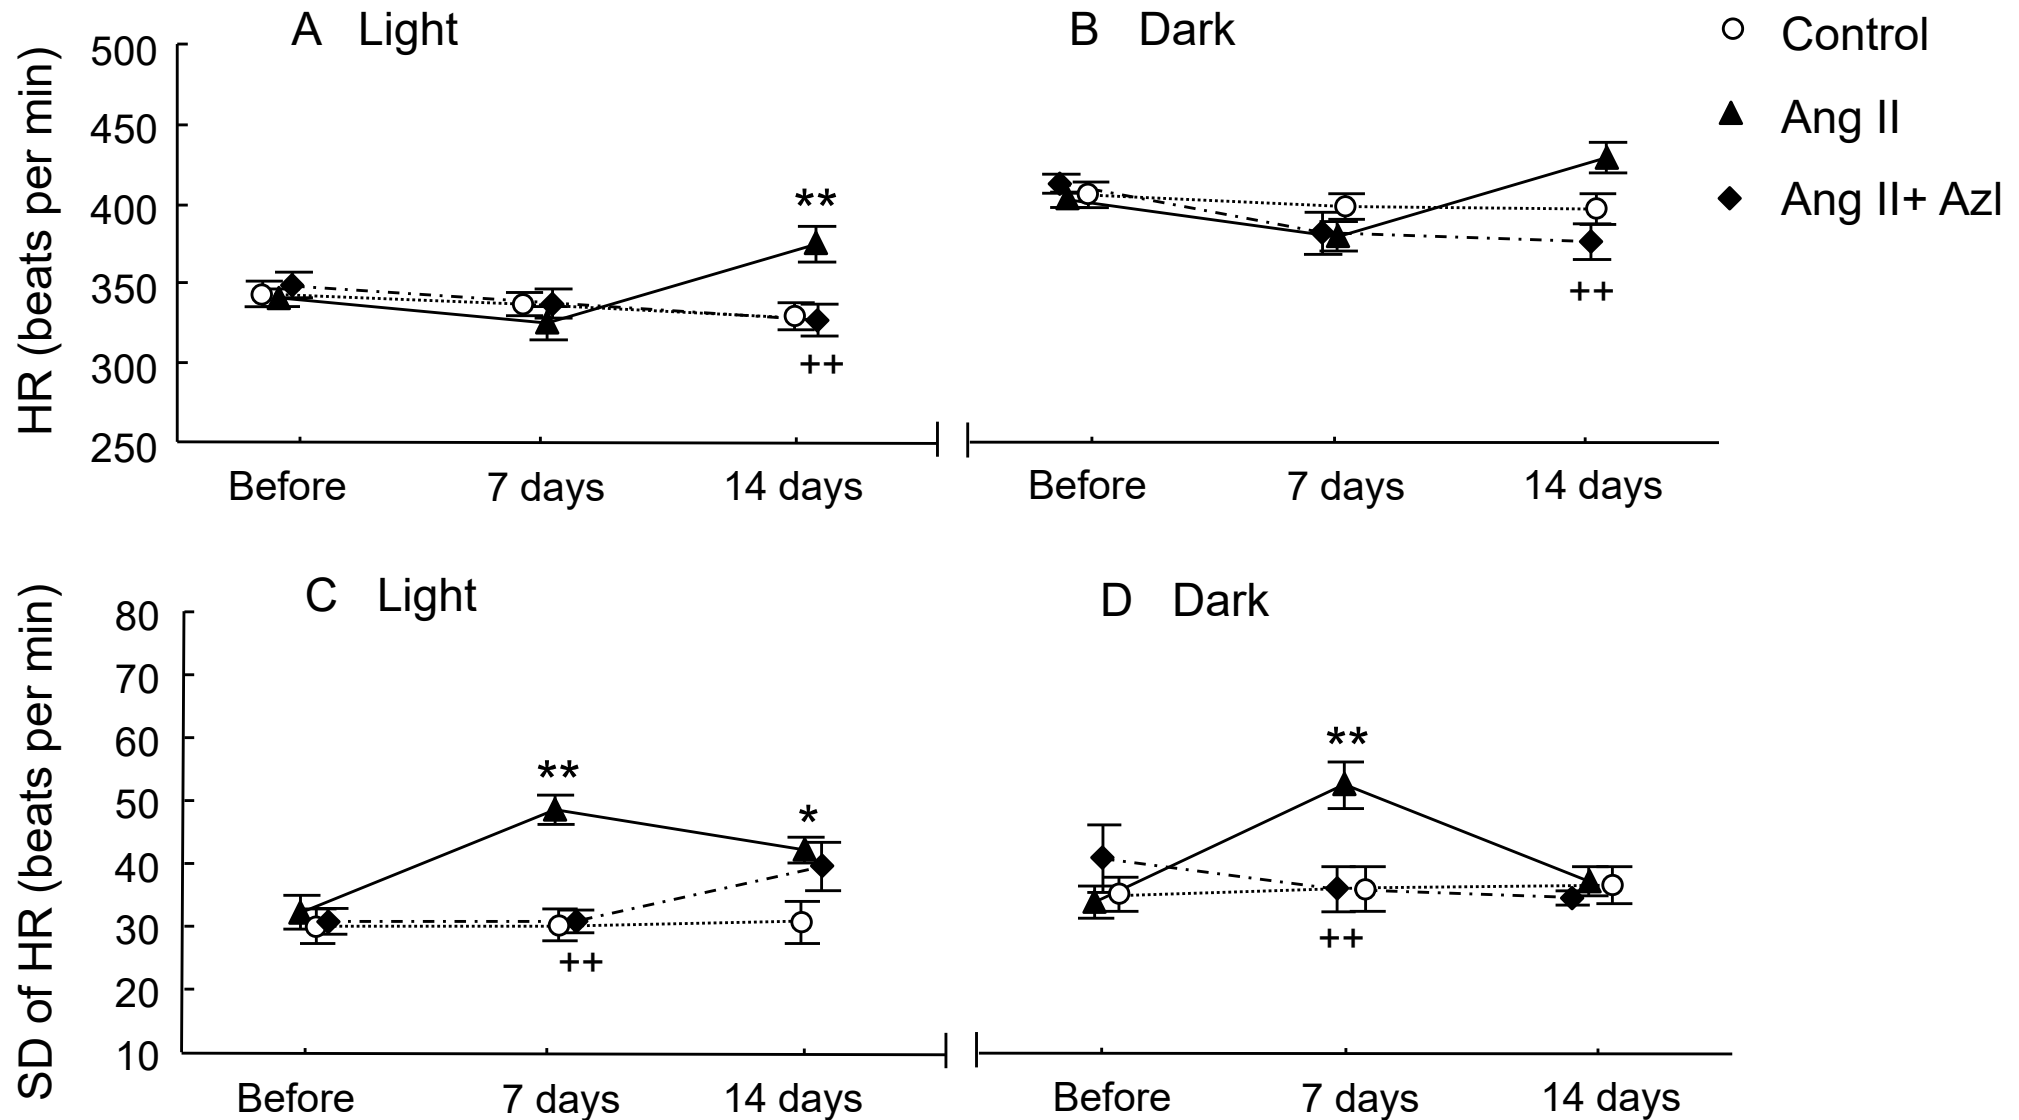 A Light
B Dark
Control
Ang II
Ang II+ Azl
HR (beats per min)
500
450
400
350
300
250
**
++
++
Before
7 days
14 days
Before
7 days
14 days
C Light
D Dark
SD of HR (beats per min)
80
70
60
50
40
30
20
10
**
*
++
**
++
Before
7 days
14 days
Before
7 days
14 days